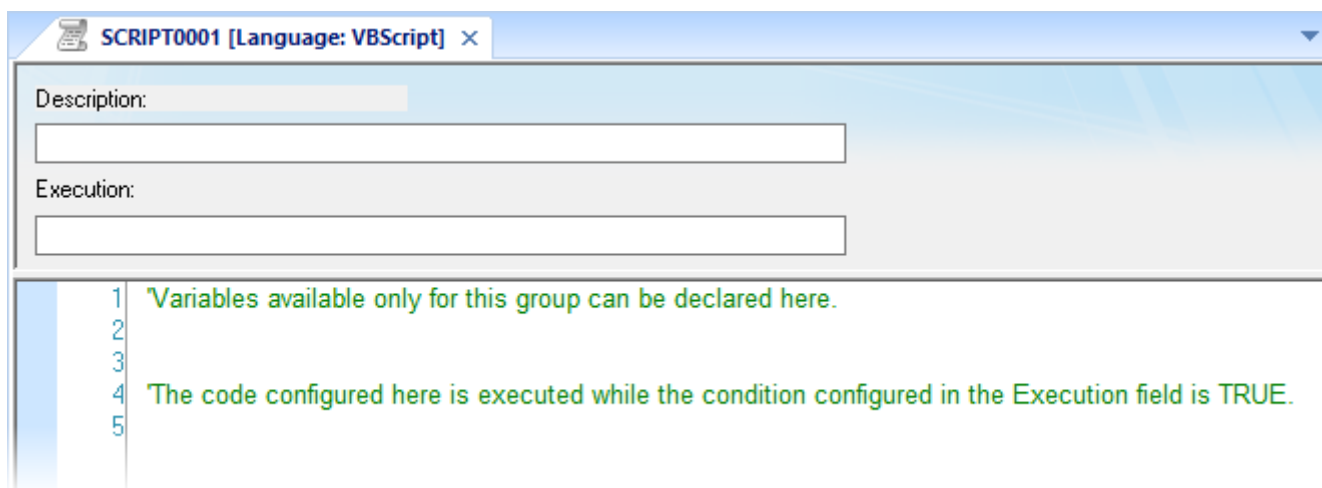 SCRIPT0001 [Language: VBScript] ×
Description:
Execution:
1 'Variables available only for this group can be declared here.
2
3
4 'The code configured here is executed while the condition configured in the Execution field is TRUE.
5